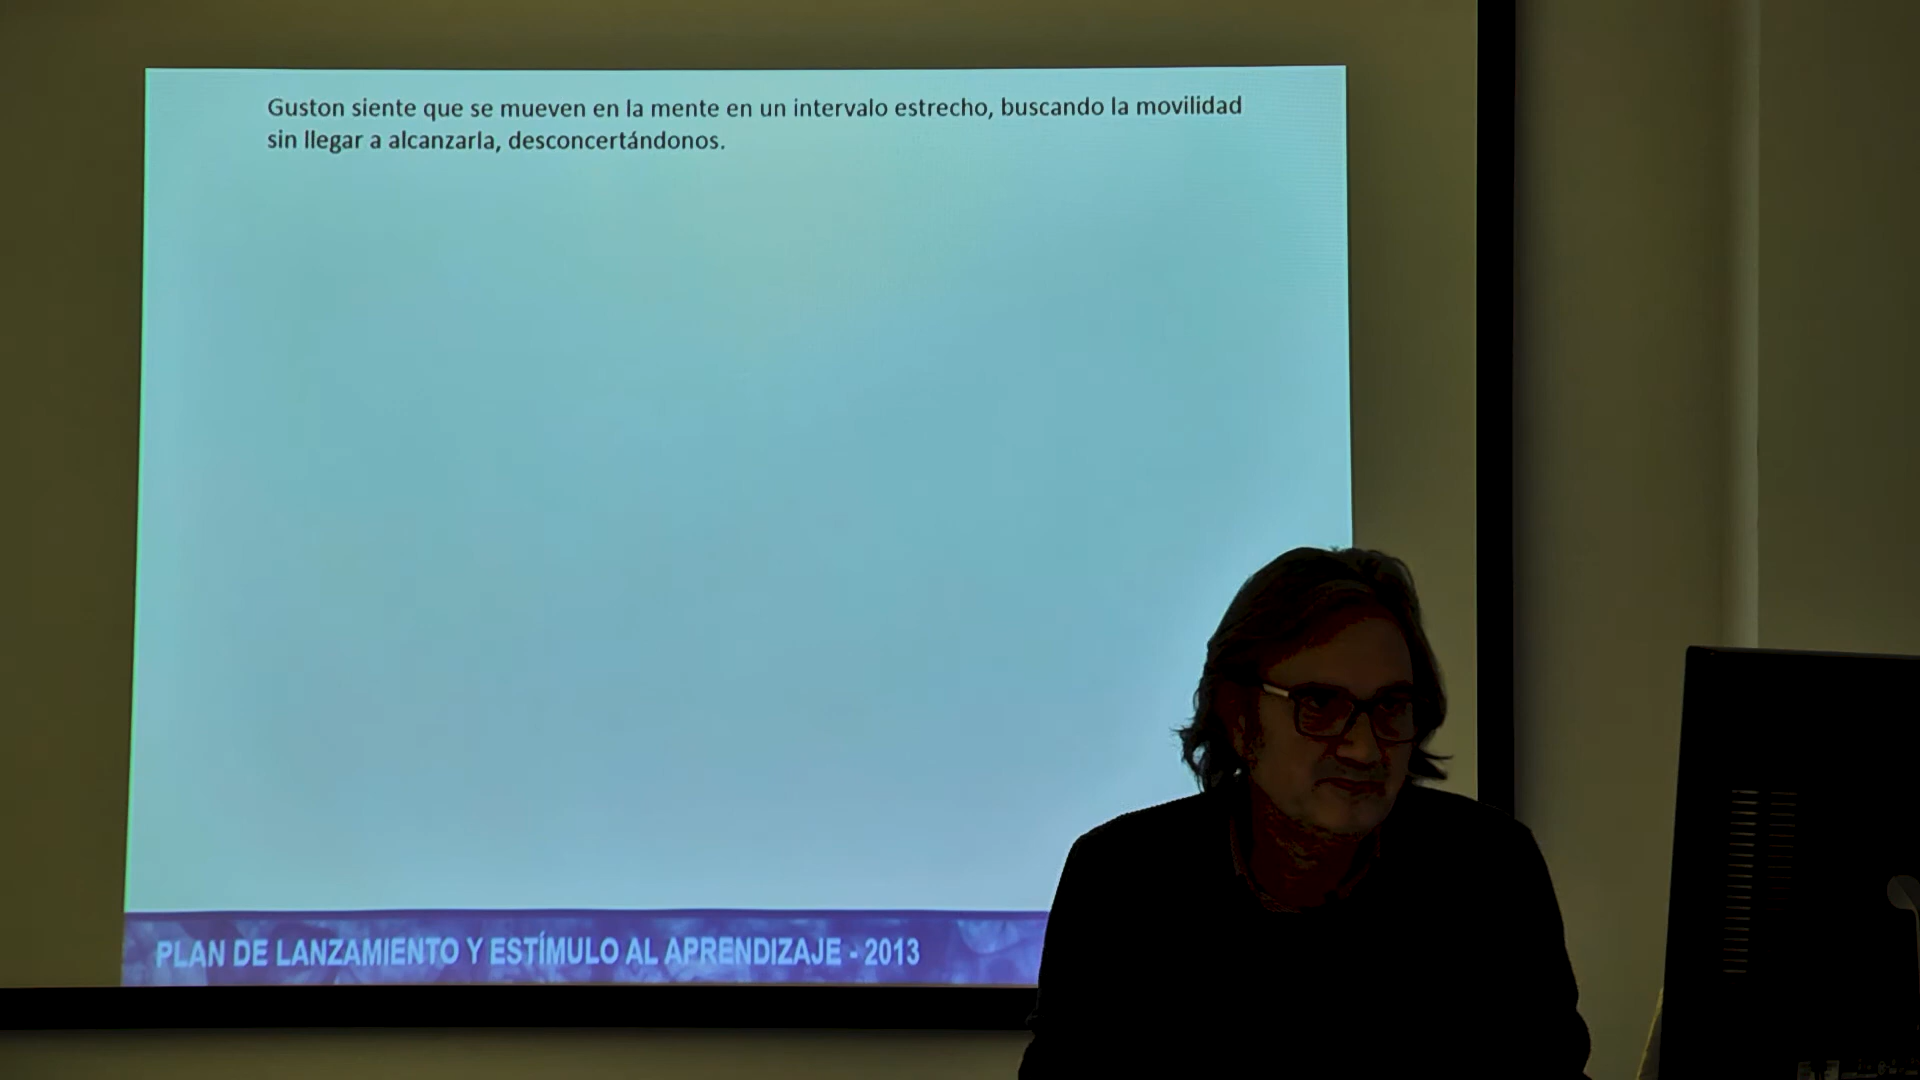 Guston siente que se mueven en la mente en un intervalo estrecho, buscando la movilidad
sin llegar a alcanzarla, desconcertándonos.
PLAN DE LANZAMIENTO Y ESTÍMULO AL APRENDIZAJE - 2013